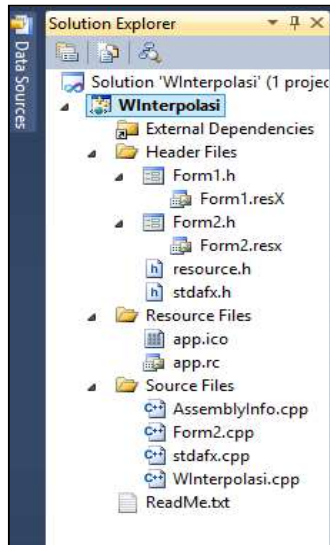 Data Sources
Solution Explorer
Solution 'WInterpolasi' (1 projec
WInterpolasi
External Dependencies
Header Files
Form1.h
Form1.resX
Form2.h
Form2.resx
resource.h
stdafx.h
Resource Files
app.ico
app.rc
Source Files
AssemblyInfo.cpp
Form2.cpp
stdafx.cpp
WInterpolasi.cpp
ReadMe.txt